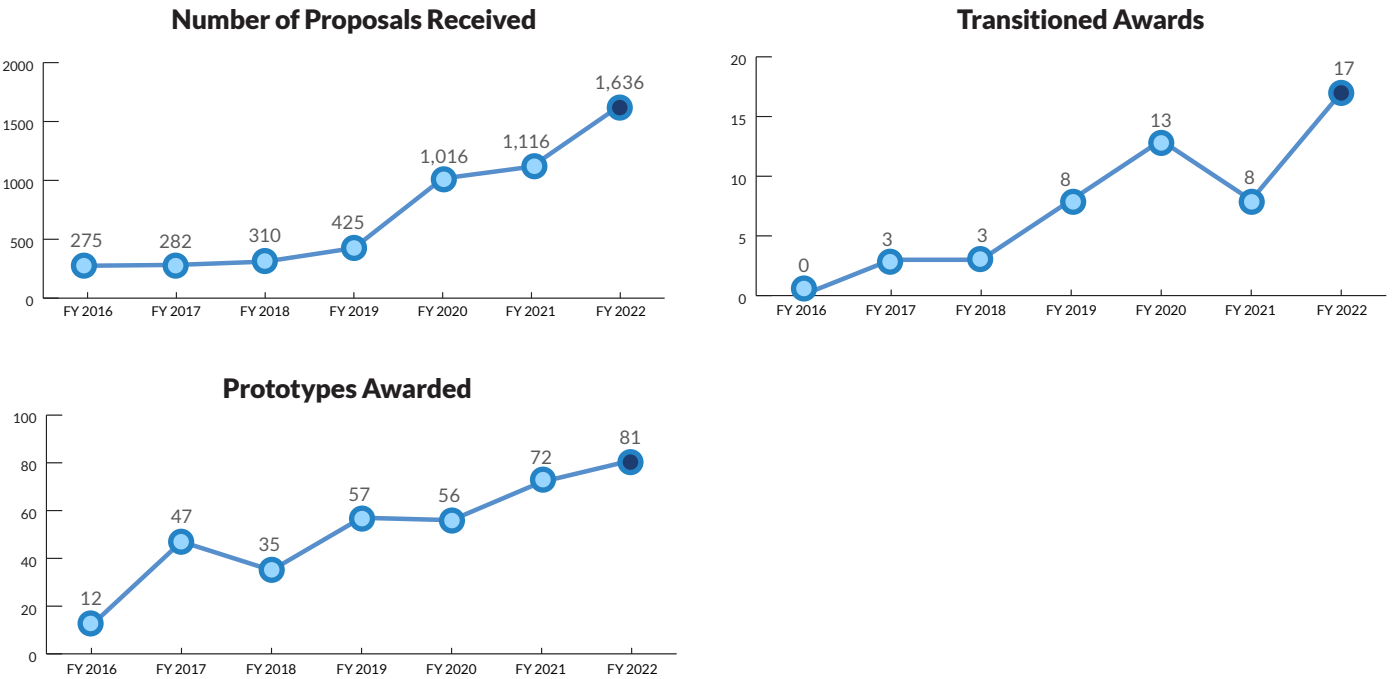 Number of Proposals Received
2000
1500
1000
500
0
275
282
310
425
1,016
1,116
1,636
FY 2016
FY 2017
FY 2018
FY 2019
FY 2020
FY 2021
FY 2022
Transitioned Awards
20
15
10
5
0
0
3
3
8
13
8
17
FY 2016
FY 2017
FY 2018
FY 2019
FY 2020
FY 2021
FY 2022
Prototypes Awarded
100
80
60
40
20
0
12
47
35
57
56
72
81
FY 2016
FY 2017
FY 2018
FY 2019
FY 2020
FY 2021
FY 2022